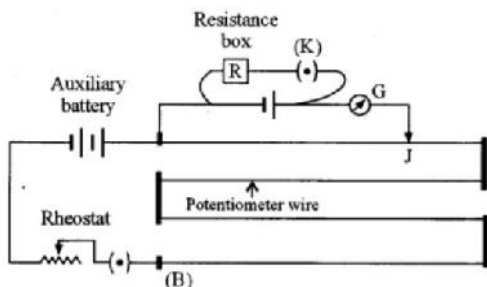 Resistance
box
(K)
R
G
Auxiliary
battery
J
Potentiometer wire
Rheostat
(B)